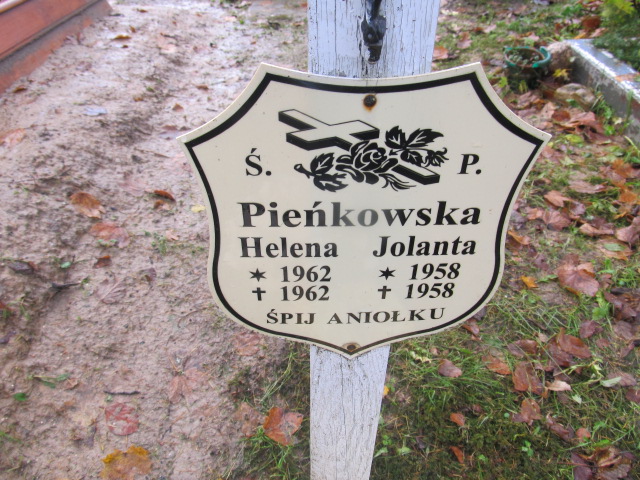 Ś. P.
Pieńkowska
Helena Jolanta
* 1962 * 1958
✝ 1962 ✝ 1958
ŚPIJ ANIOŁKU